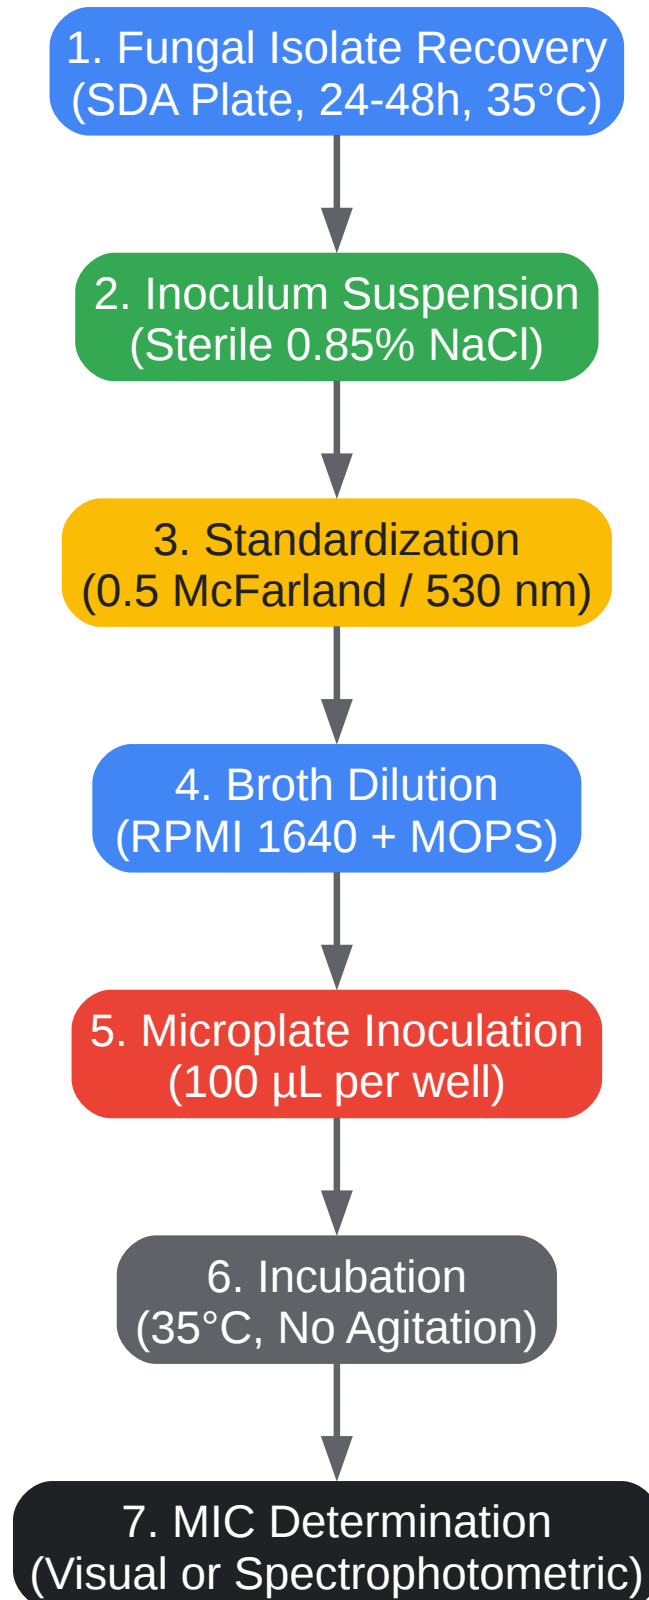 1. Fungal Isolate Recovery
(SDA Plate, 24-48h, 35°C)
2. Inoculum Suspension
(Sterile 0.85% NaCl)
3. Standardization
(0.5 McFarland / 530 nm)
4. Broth Dilution
(RPMI 1640 + MOPS)
5. Microplate Inoculation
(100 µL per well)
6. Incubation
(35°C, No Agitation)
7. MIC Determination
(Visual or Spectrophotometric)